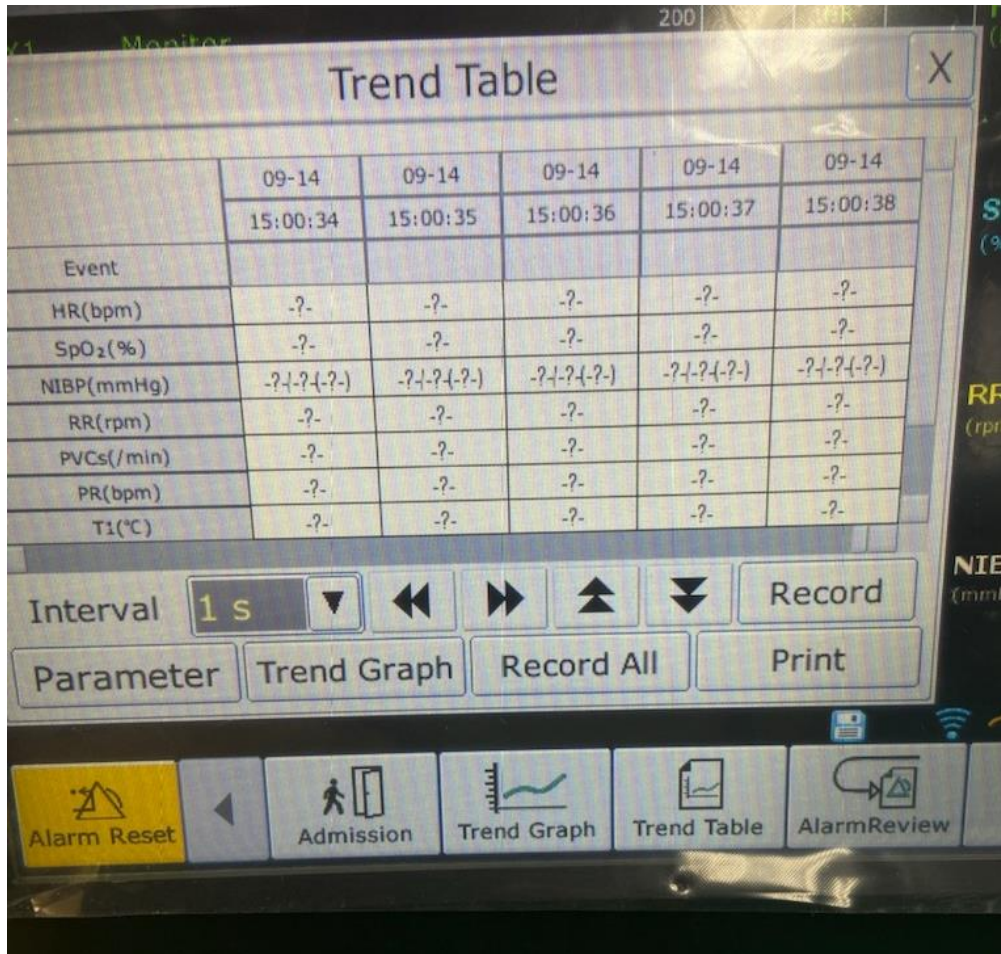 200
Monitor
Trend Table X
09-14 09-14 09-14 09-14 09-14
15:00:34 15:00:35 15:00:36 15:00:37 15:00:38
Event
HR(bpm) -?- -?- -?- -?- -?-
SpO₂(%) -?- -?- -?- -?- -?-
NIBP(mmHg) -?-/-?-(-?-) -?-/-?-(-?-) -?-/-?-(-?-) -?-/-?-(-?-) -?-/-?-(-?-)
RR(rpm) -?- -?- -?- -?- -?-
PVCs(/min) -?- -?- -?- -?- -?-
PR(bpm) -?- -?- -?- -?- -?-
T1(℃) -?- -?- -?- -?- -?-
S
(%
RR
(rpm
NIB
(mmH
Interval 1 s Record
Parameter Trend Graph Record All Print
Alarm Reset Admission Trend Graph Trend Table AlarmReview